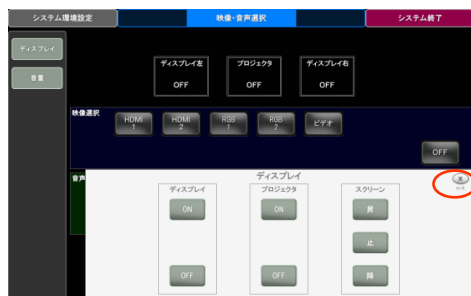 システム環境設定
映像・音声選択
システム終了
ディスプレイ
音量
ディスプレイ左
OFF
プロジェクタ
OFF
ディスプレイ右
OFF
映像選択
HDMI
1
HDMI
2
RGB
1
RGB
2
ビデオ
OFF
音声
ディスプレイ
ディスプレイ
ON
OFF
プロジェクタ
ON
OFF
スクリーン
昇
止
降